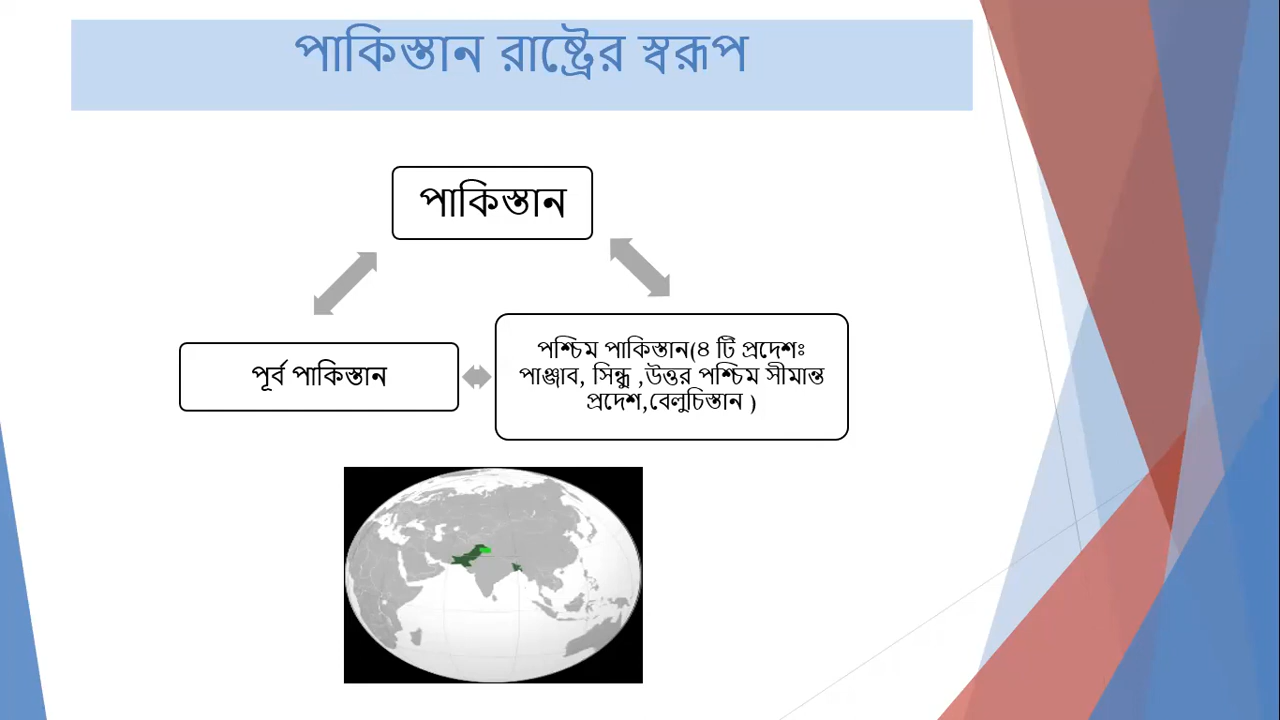 পাকিস্তান রাষ্ট্রের স্বরূপ
পাকিস্তান
পূর্ব পাকিস্তান
পশ্চিম পাকিস্তান(৪ টি প্রদেশঃ
পাঞ্জাব, সিন্ধু ,উত্তর পশ্চিম সীমান্ত
প্রদেশ,বেলুচিস্তান )